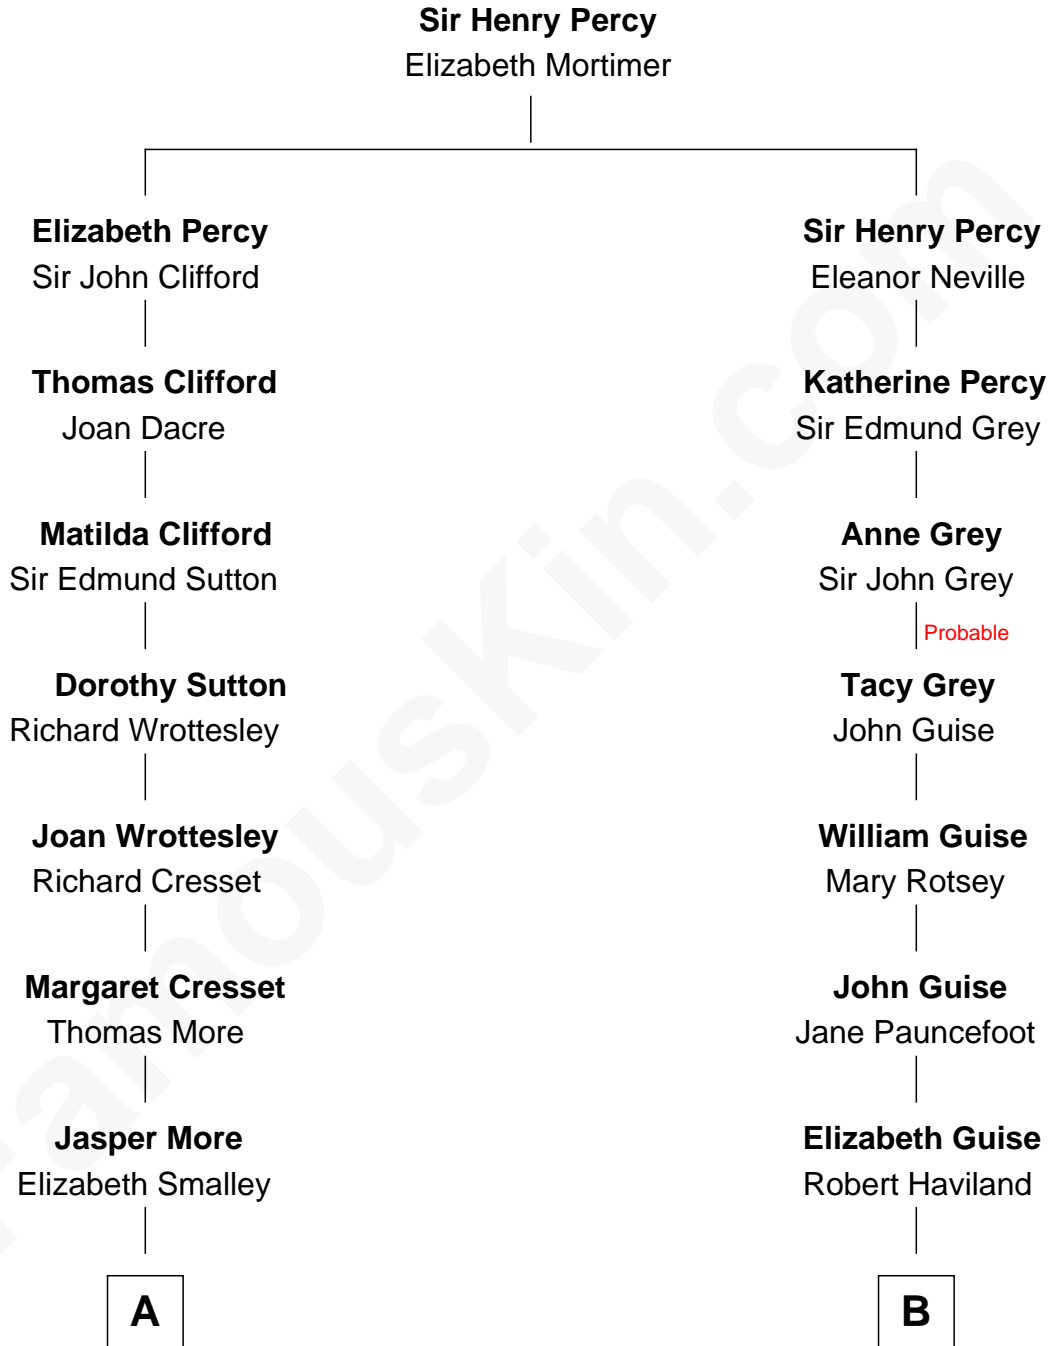 Sir Henry Percy
Elizabeth Mortimer
Elizabeth Percy
Sir John Clifford
Thomas Clifford
Joan Dacre
Matilda Clifford
Sir Edmund Sutton
Dorothy Sutton
Richard Wrottesley
Joan Wrottesley
Richard Cresset
Margaret Cresset
Thomas More
Jasper More
Elizabeth Smalley
A
Sir Henry Percy
Eleanor Neville
Katherine Percy
Sir Edmund Grey
Anne Grey
Sir John Grey
Probable
Tacy Grey
John Guise
William Guise
Mary Rotsey
John Guise
Jane Pauncefoot
Elizabeth Guise
Robert Haviland
B
FamousKin.com